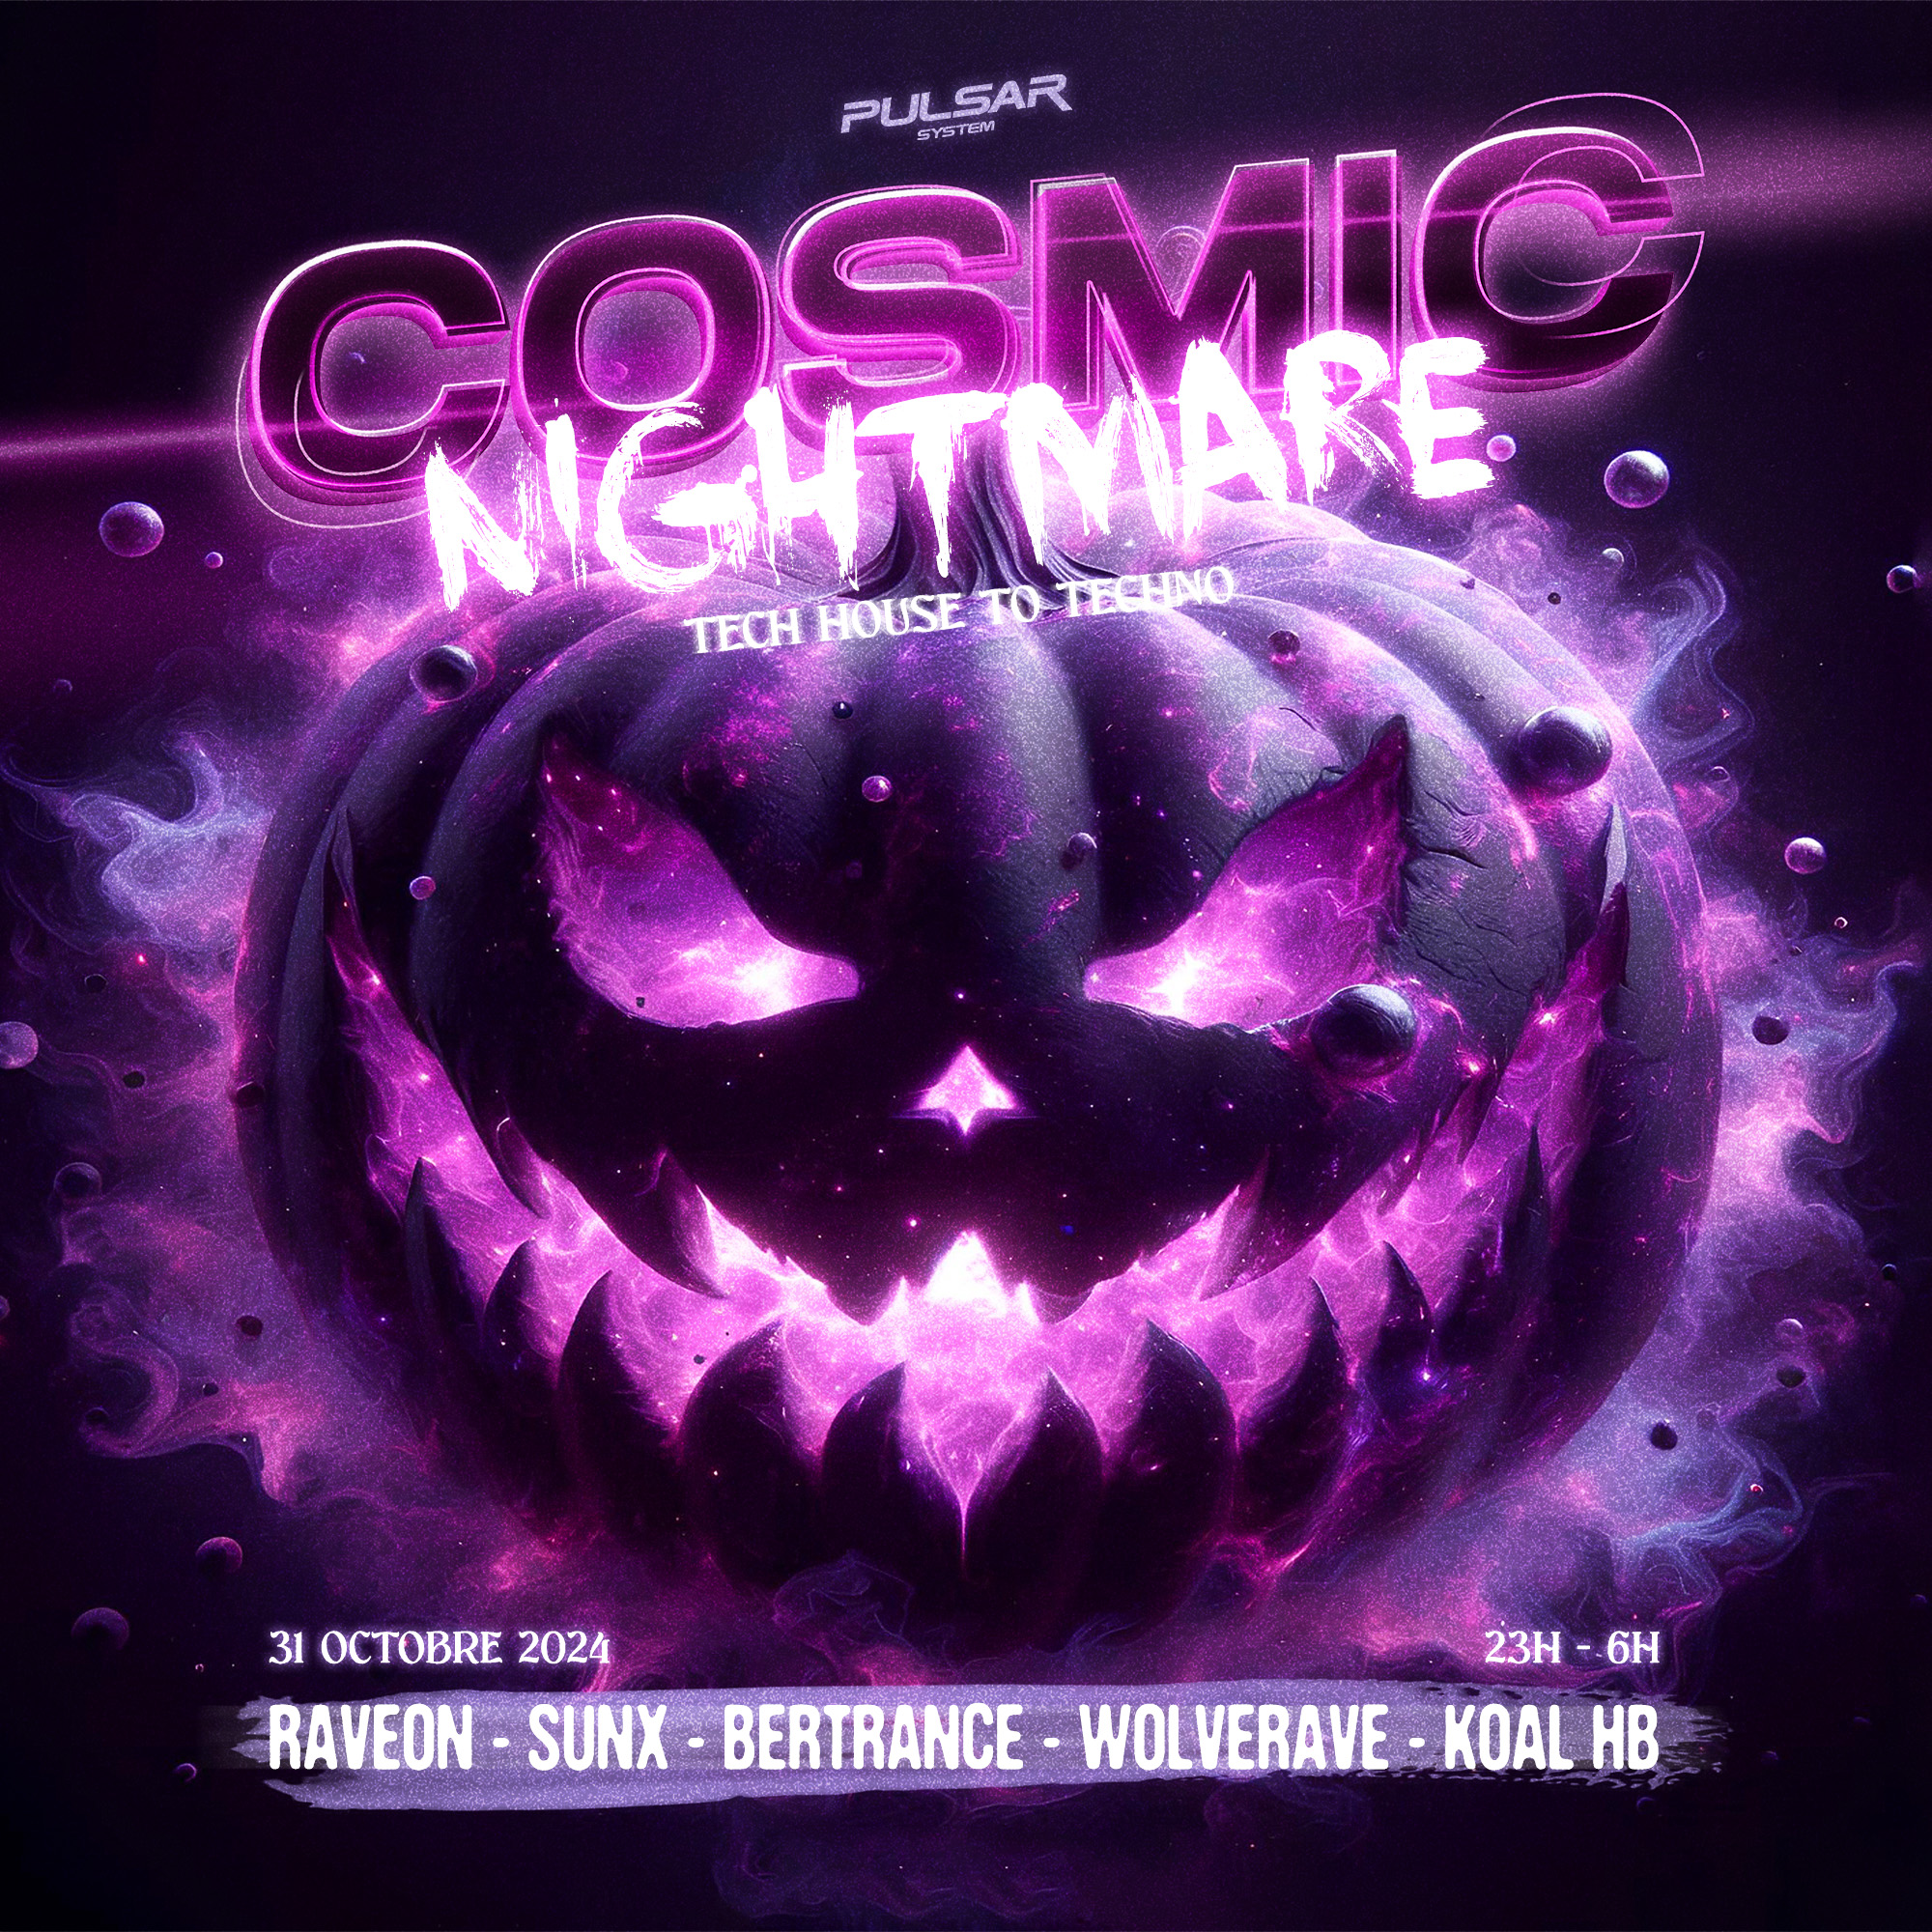 PULSAR
SYSTEM
COSMIC
NIGHTMARE
TECH HOUSE TO TECHNO
31 OCTOBRE 2024
23H - 6H
RAVEON - SUNX - BERTRANCE - WOLVERAVE - KOAL HB